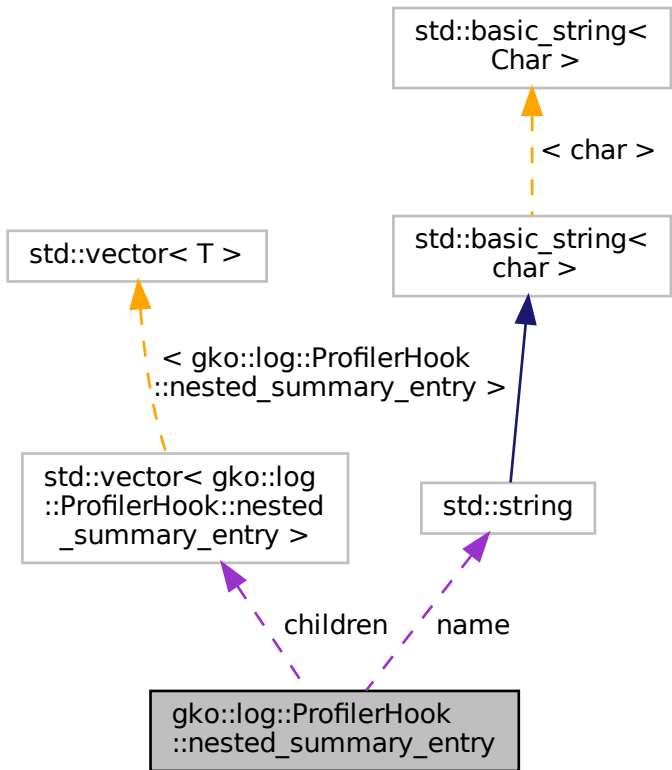 std::basic_string<
Char >
< char >
std::basic_string<
char >
std::vector< T >
< gko::log::ProfilerHook
::nested_summary_entry >
std::vector< gko::log
::ProfilerHook::nested
_summary_entry >
std::string
children
name
gko::log::ProfilerHook
::nested_summary_entry